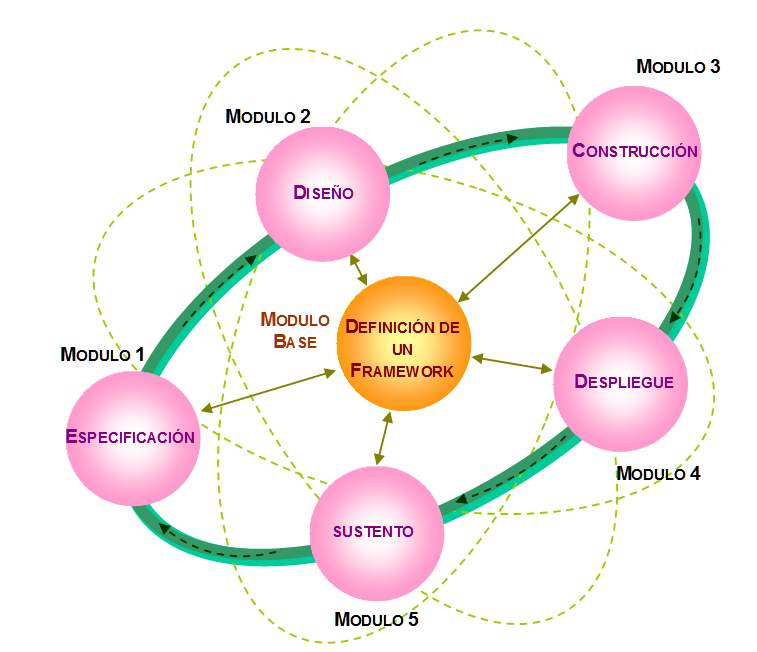 MODULO 3
MODULO 2
CONSTRUCCIÓN
DISEÑO
MODULO
BASE
DEFINICIÓN DE
UN
FRAMEWORK
MODULO 1
DESPLIEGUE
ESPECIFICACIÓN
MODULO 4
SUSTENTO
MODULO 5